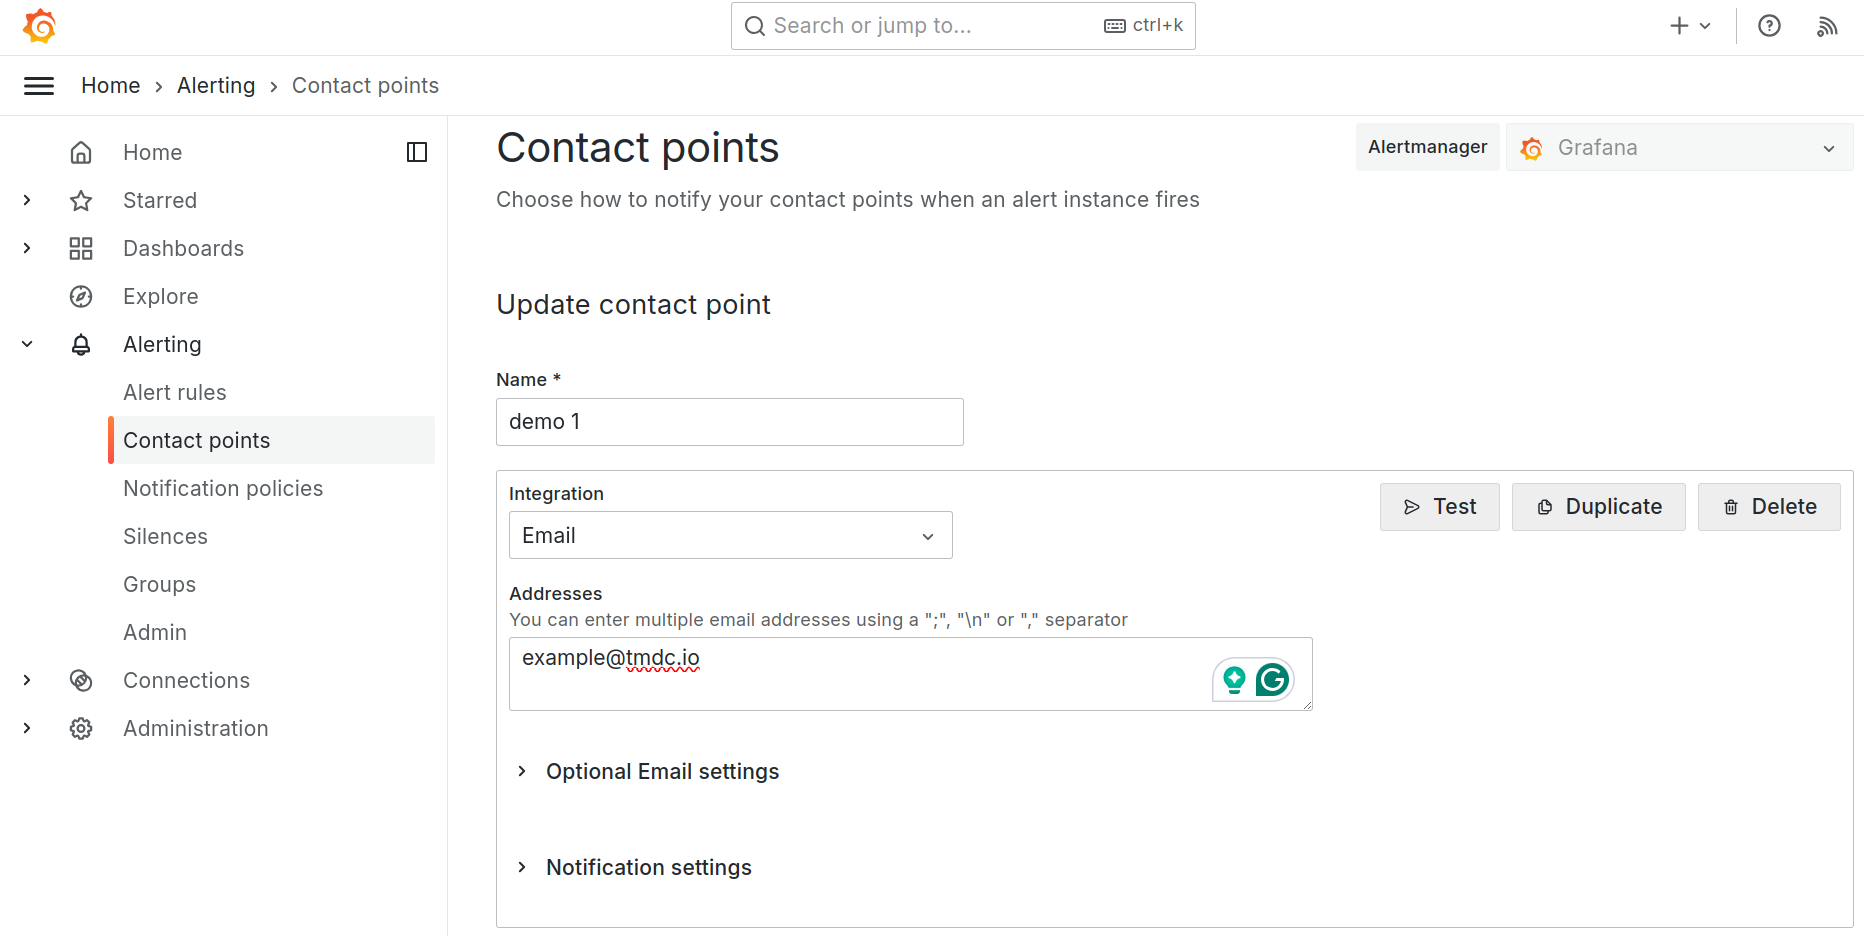 Search or jump to...
ctrl+k
Home > Alerting > Contact points
Home
Starred
Dashboards
Explore
Alerting
Alert rules
Contact points
Notification policies
Silences
Groups
Admin
Connections
Administration
Contact points
Alertmanager
Grafana
Choose how to notify your contact points when an alert instance fires
Update contact point
Name *
demo 1
Integration
Email
Test
Duplicate
Delete
Addresses
You can enter multiple email addresses using a ";", "\n" or "," separator
example@tmdc.io
Optional Email settings
Notification settings